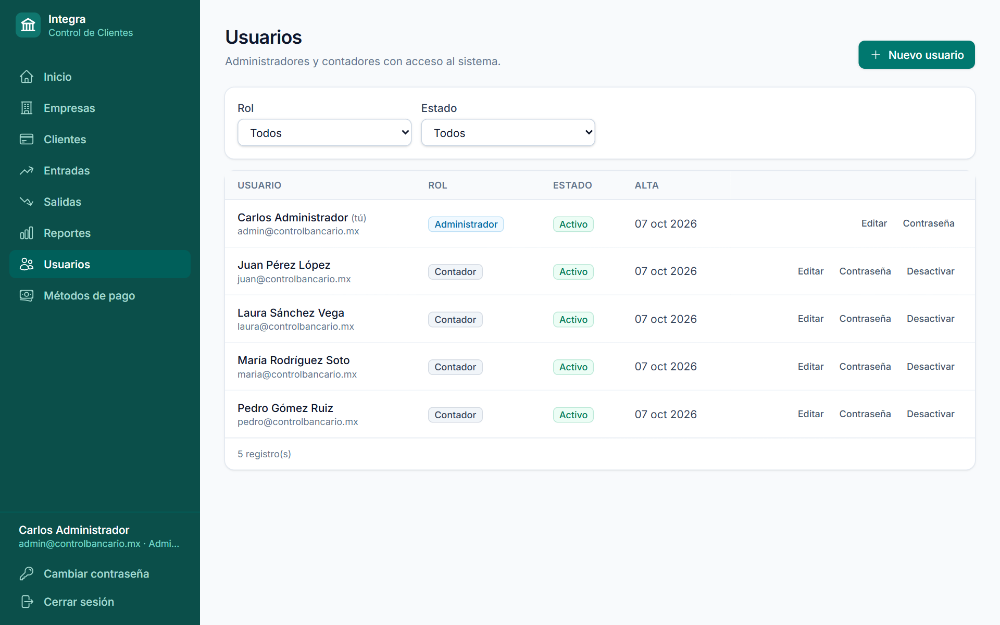 Integra
Control de Clientes
Inicio
Empresas
Clientes
Entradas
Salidas
Reportes
Usuarios
Métodos de pago
Carlos Administrador
admin@controlbancario.mx · Admi...
Cambiar contraseña
Cerrar sesión
Usuarios
Administradores y contadores con acceso al sistema.
Nuevo usuario
Rol Estado
Todos Todos
USUARIO ROL ESTADO ALTA
Carlos Administrador (tú) Administrador Activo 07 oct 2026 Editar Contraseña
admin@controlbancario.mx
Juan Pérez López Contador Activo 07 oct 2026 Editar Contraseña Desactivar
juan@controlbancario.mx
Laura Sánchez Vega Contador Activo 07 oct 2026 Editar Contraseña Desactivar
laura@controlbancario.mx
María Rodríguez Soto Contador Activo 07 oct 2026 Editar Contraseña Desactivar
maria@controlbancario.mx
Pedro Gómez Ruiz Contador Activo 07 oct 2026 Editar Contraseña Desactivar
pedro@controlbancario.mx
5 registro(s)